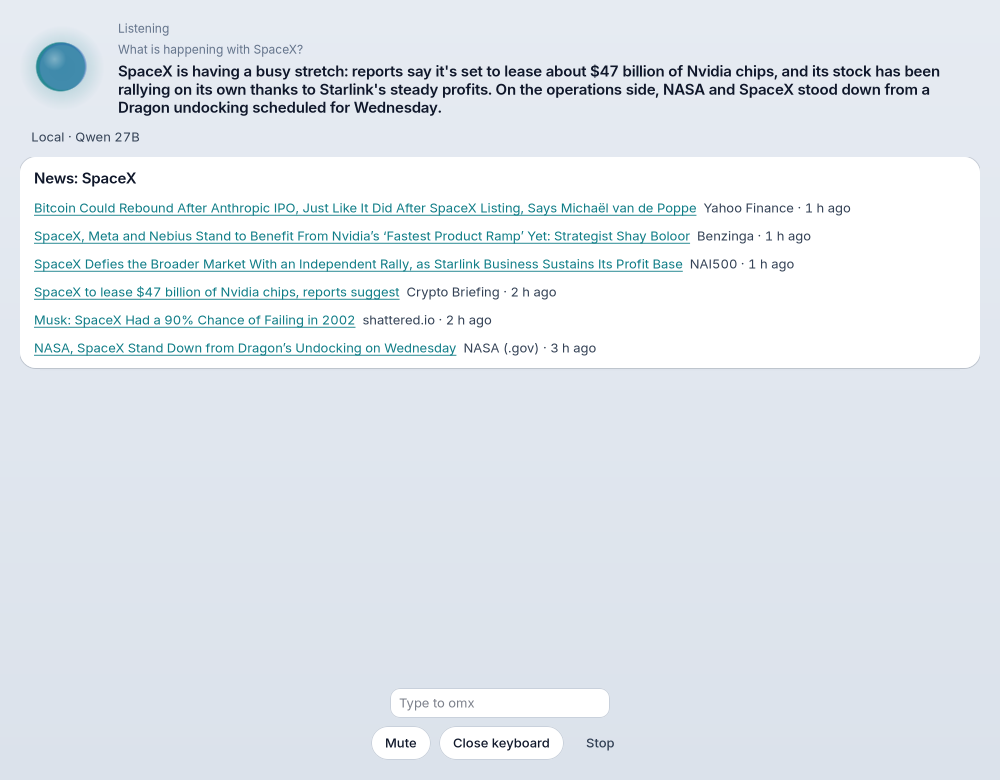 Listening
What is happening with SpaceX?
SpaceX is having a busy stretch: reports say it's set to lease about $47 billion of Nvidia chips, and its stock has been
rallying on its own thanks to Starlink's steady profits. On the operations side, NASA and SpaceX stood down from a
Dragon undocking scheduled for Wednesday.
Local · Qwen 27B
News: SpaceX
Bitcoin Could Rebound After Anthropic IPO, Just Like It Did After SpaceX Listing, Says Michaël van de Poppe Yahoo Finance · 1 h ago
SpaceX, Meta and Nebius Stand to Benefit From Nvidia’s ‘Fastest Product Ramp’ Yet: Strategist Shay Boloor Benzinga · 1 h ago
SpaceX Defies the Broader Market With an Independent Rally, as Starlink Business Sustains Its Profit Base NAI500 · 1 h ago
SpaceX to lease $47 billion of Nvidia chips, reports suggest Crypto Briefing · 2 h ago
Musk: SpaceX Had a 90% Chance of Failing in 2002 shattered.io · 2 h ago
NASA, SpaceX Stand Down from Dragon’s Undocking on Wednesday NASA (.gov) · 3 h ago
Type to omx
Mute Close keyboard Stop